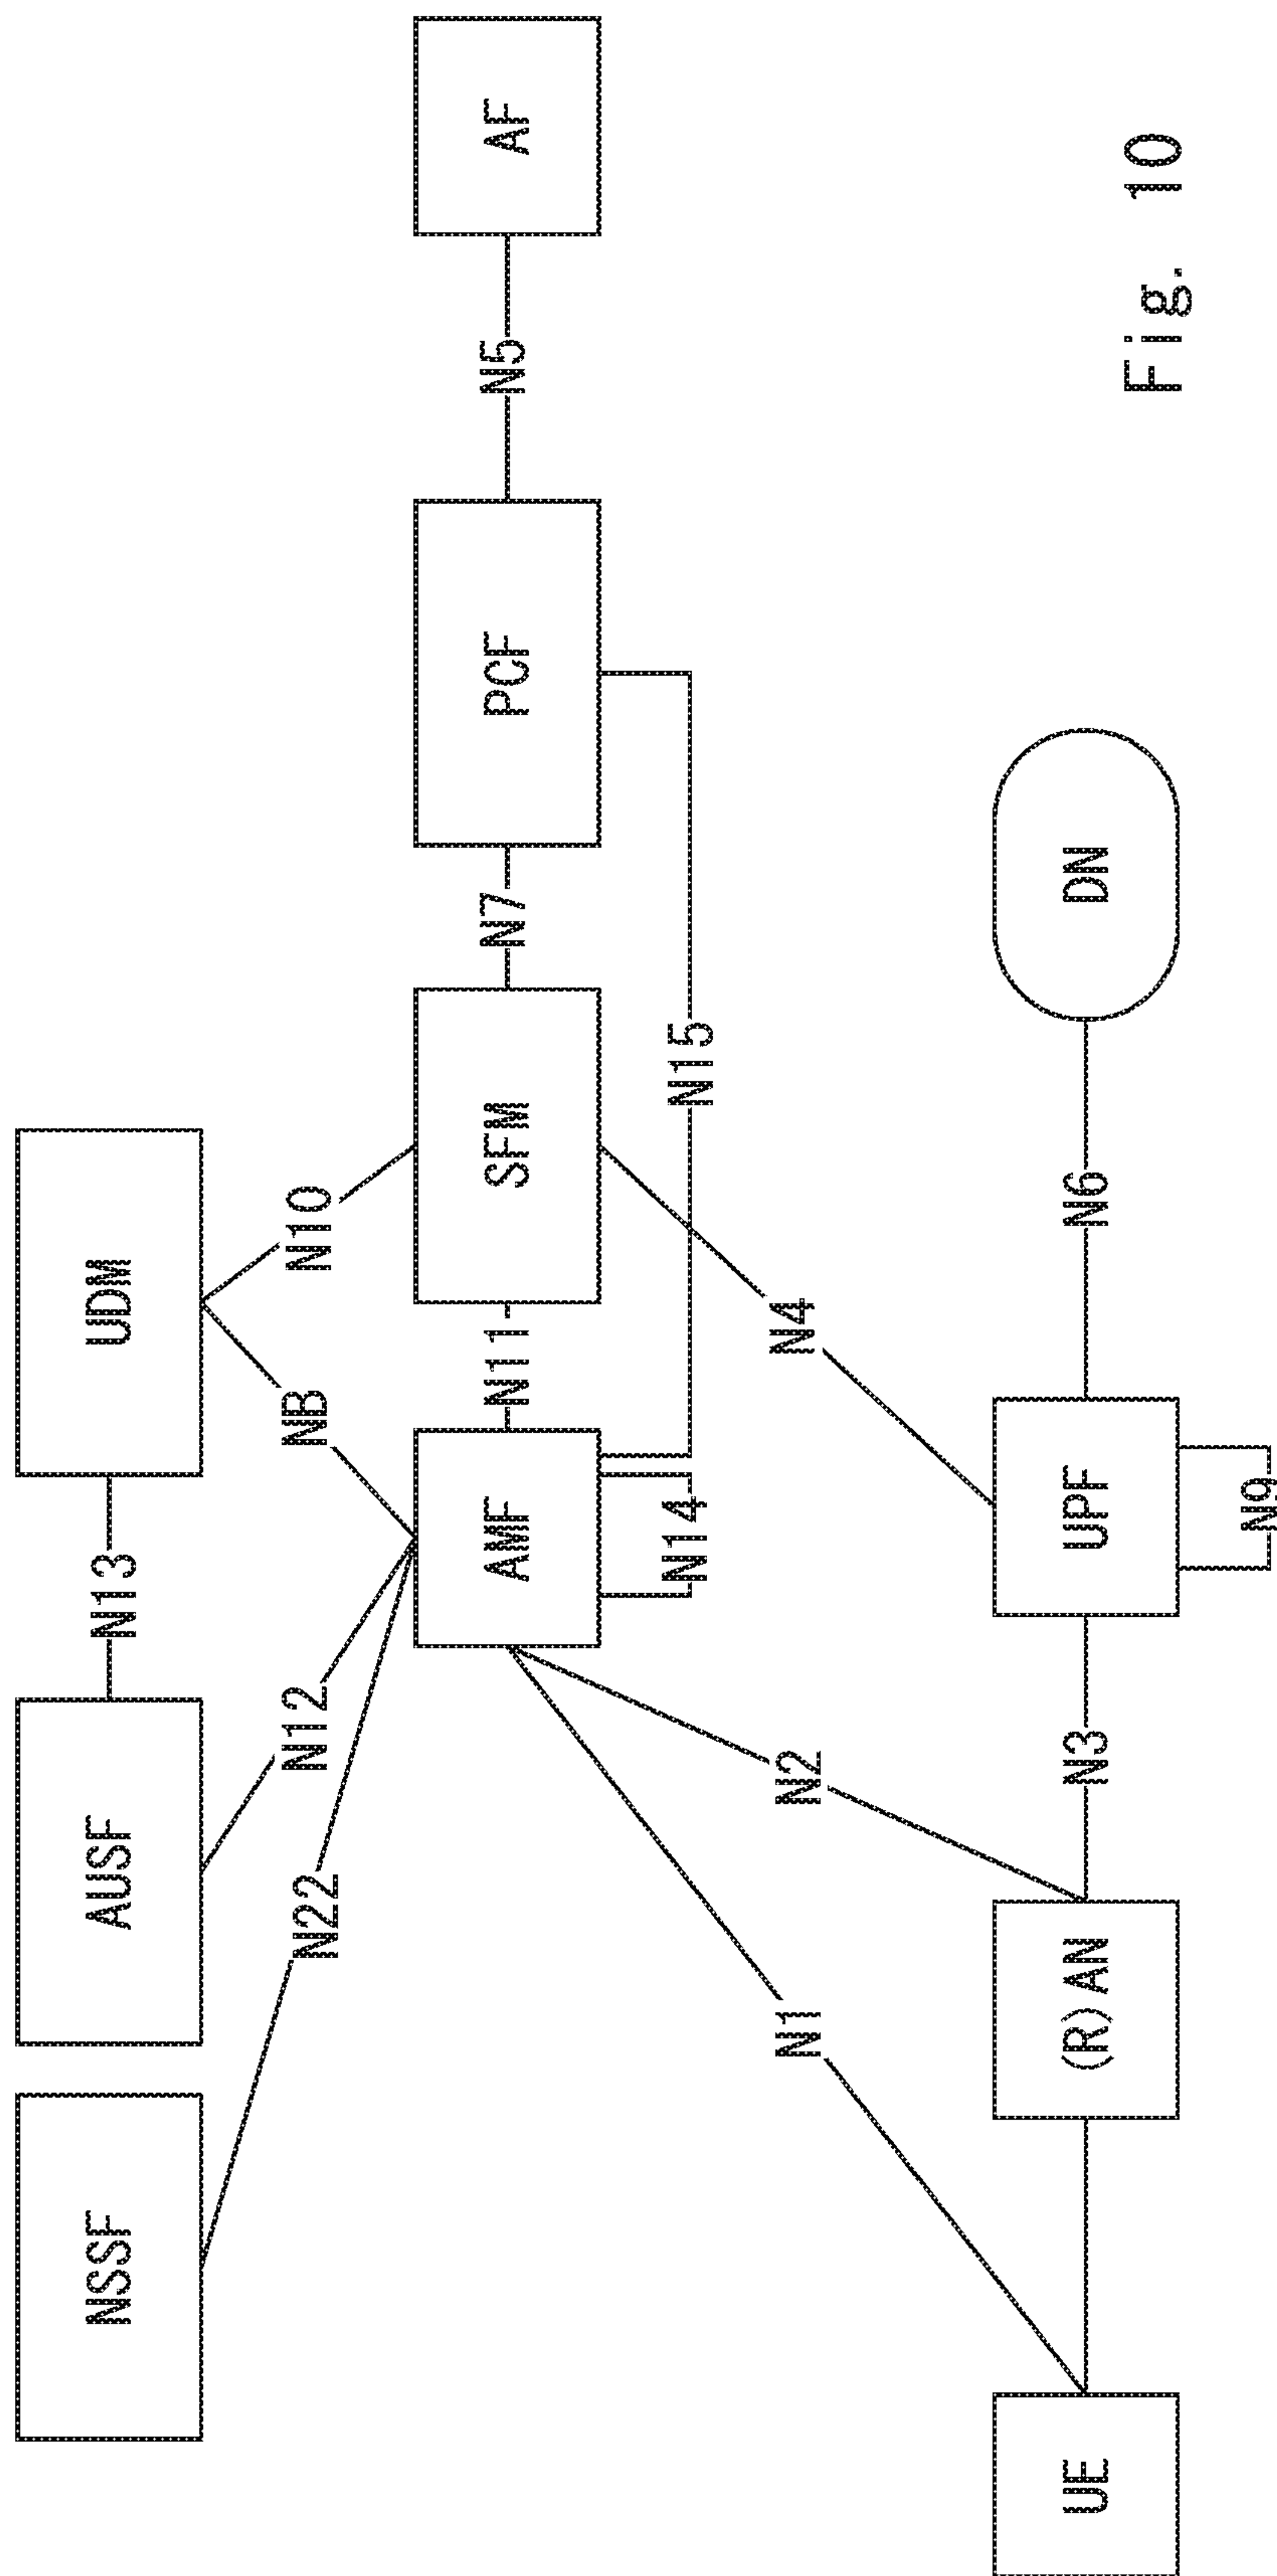 NSSF
AUSF
N13
UDM
N22
N12
NB
N10
AMF
N11
SFM
N7
PCF
N5
AF
N14
N15
N1
N2
N4
UE
(R) AN
N3
UPF
N6
DN
N9
Fig. 10